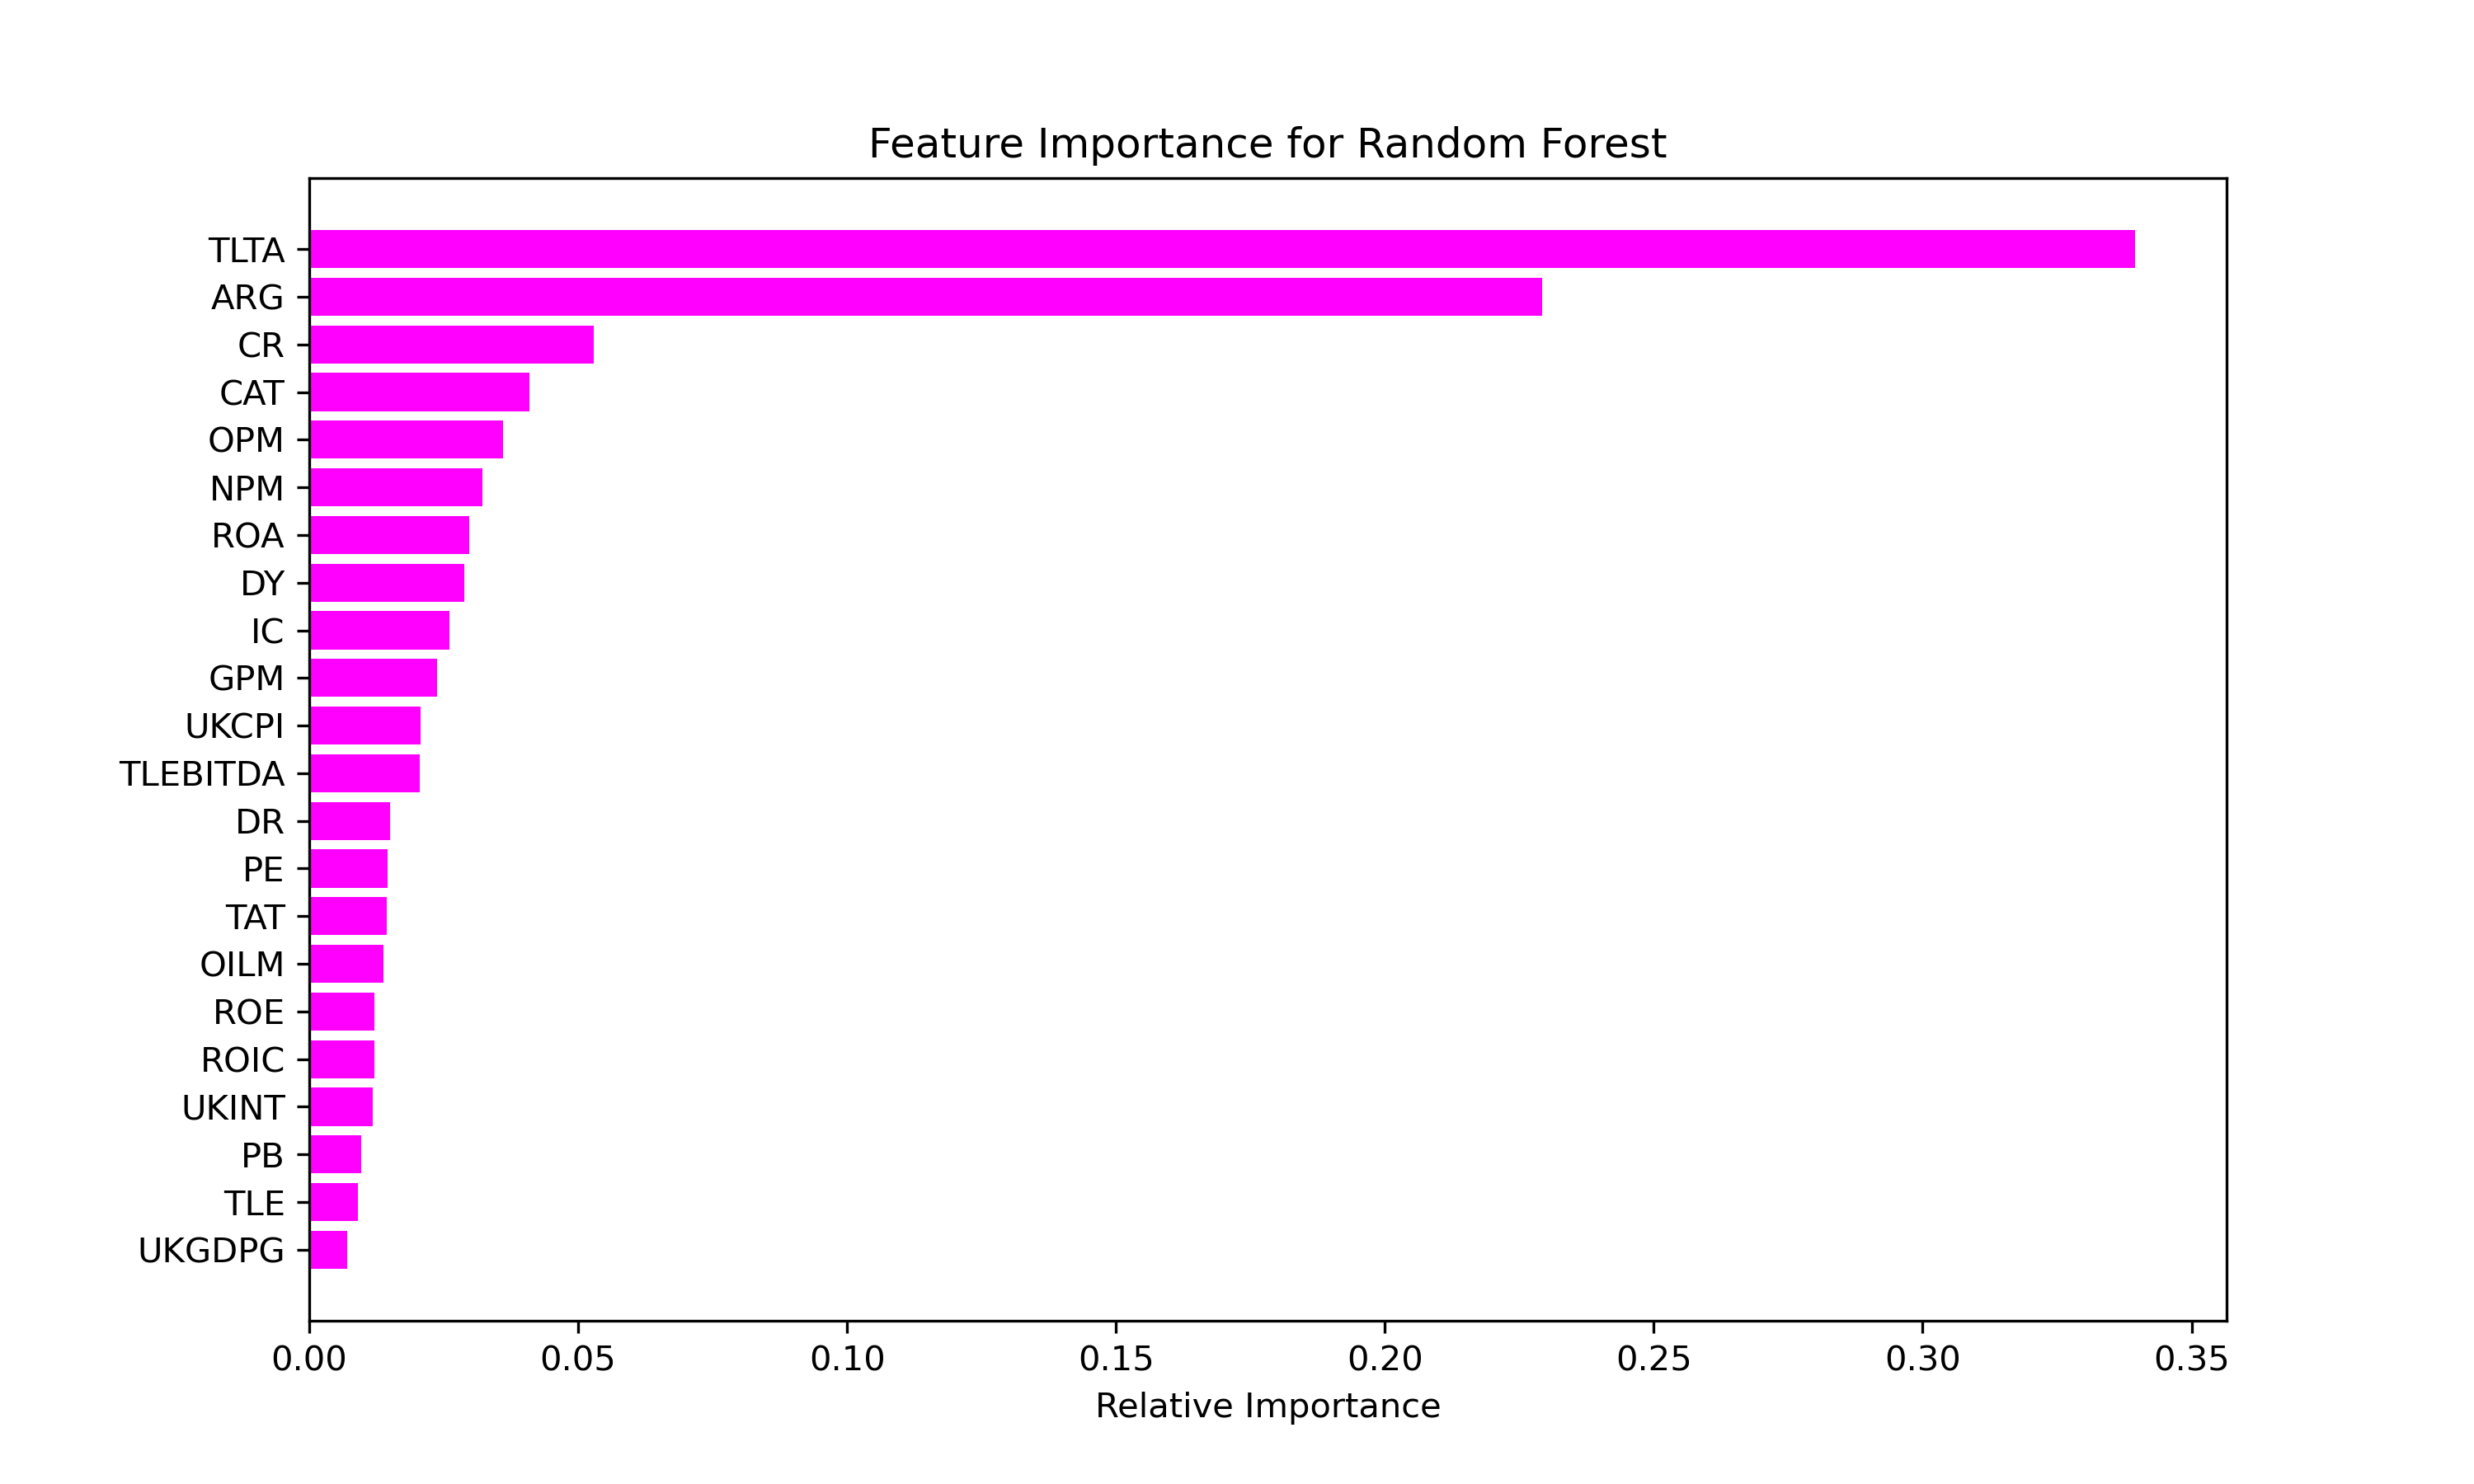 Feature Importance for Random Forest
TLTA
ARG
CR
CAT
OPM
NPM
ROA
DY
IC
GPM
UKCPI
TLEBITDA
DR
PE
TAT
OILM
ROE
ROIC
UKINT
PB
TLE
UKGDPG
0.00 0.05 0.10 0.15 0.20 0.25 0.30 0.35
Relative Importance